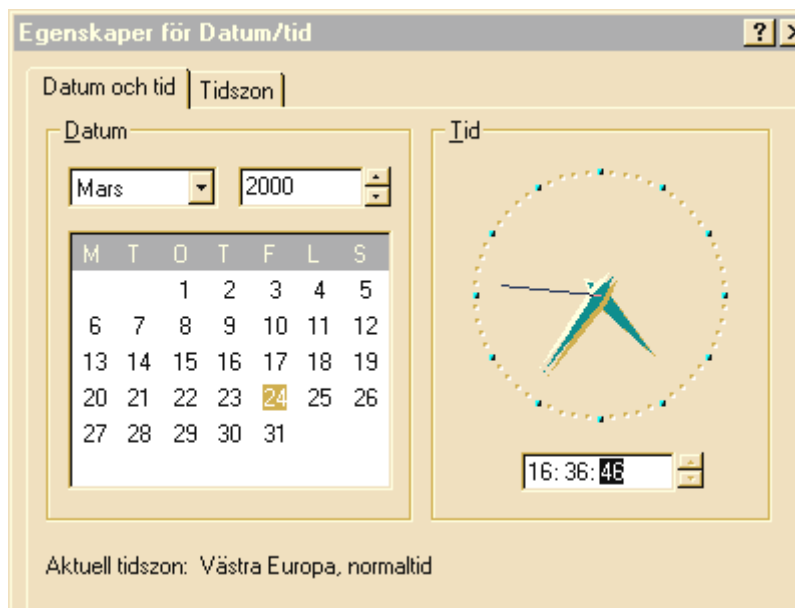 Egenskaper för Datum/tid
Datum och tid Tidszon
Datum
Mars 2000
M T O T F L S
1 2 3 4 5
6 7 8 9 10 11 12
13 14 15 16 17 18 19
20 21 22 23 24 25 26
27 28 29 30 31
Tid
16: 36: 46
Aktuell tidszon: Västra Europa, normaltid